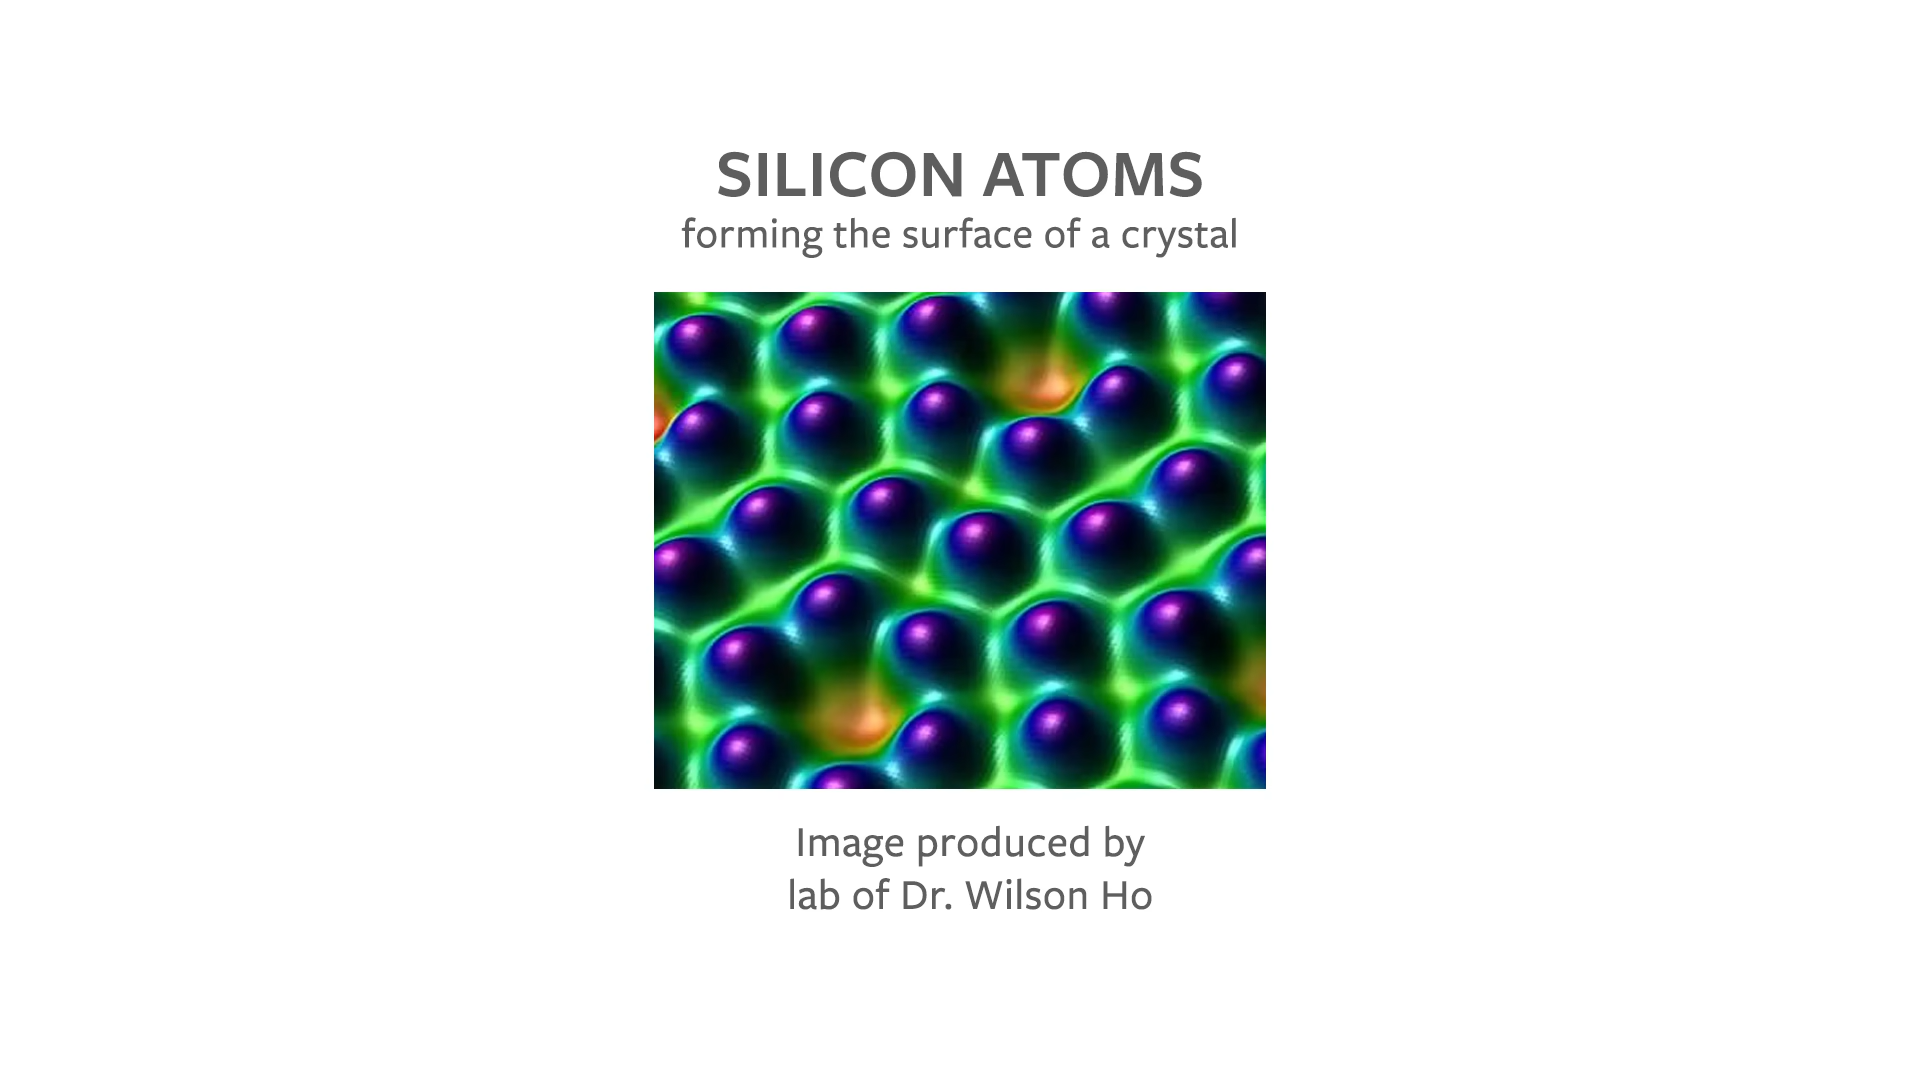 SILICON ATOMS
forming the surface of a crystal
Image produced by
lab of Dr. Wilson Ho